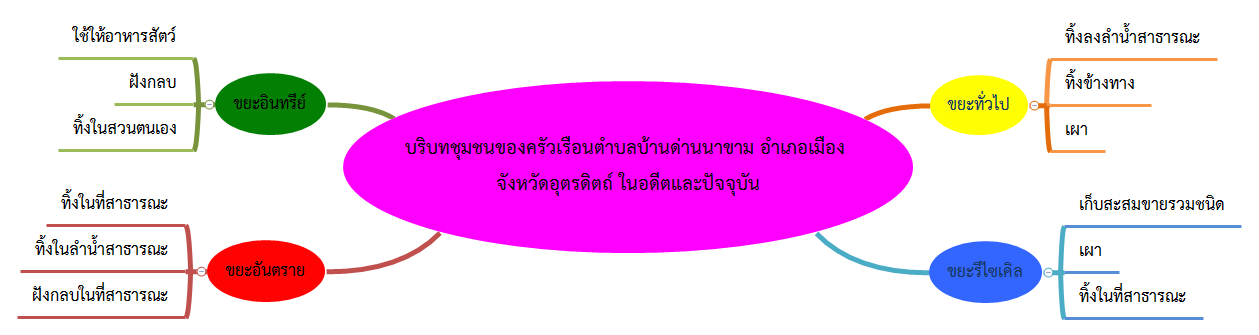 บริบทชุมชนของครัวเรือนตำบลบ้านด่านนาขาม อำเภอเมือง
จังหวัดอุตรดิตถ์ ในอดีตและปัจจุบัน
ขยะอินทรีย์
ใช้ให้อาหารสัตว์
ฝังกลบ
ทิ้งในสวนตนเอง
ขยะอันตราย
ทิ้งในที่สาธารณะ
ทิ้งในลำน้ำสาธารณะ
ฝังกลบในที่สาธารณะ
ขยะทั่วไป
ทิ้งลงลำน้ำสาธารณะ
ทิ้งข้างทาง
เผา
ขยะรีไซเคิล
เก็บสะสมขายรวมชนิด
เผา
ทิ้งในที่สาธารณะ